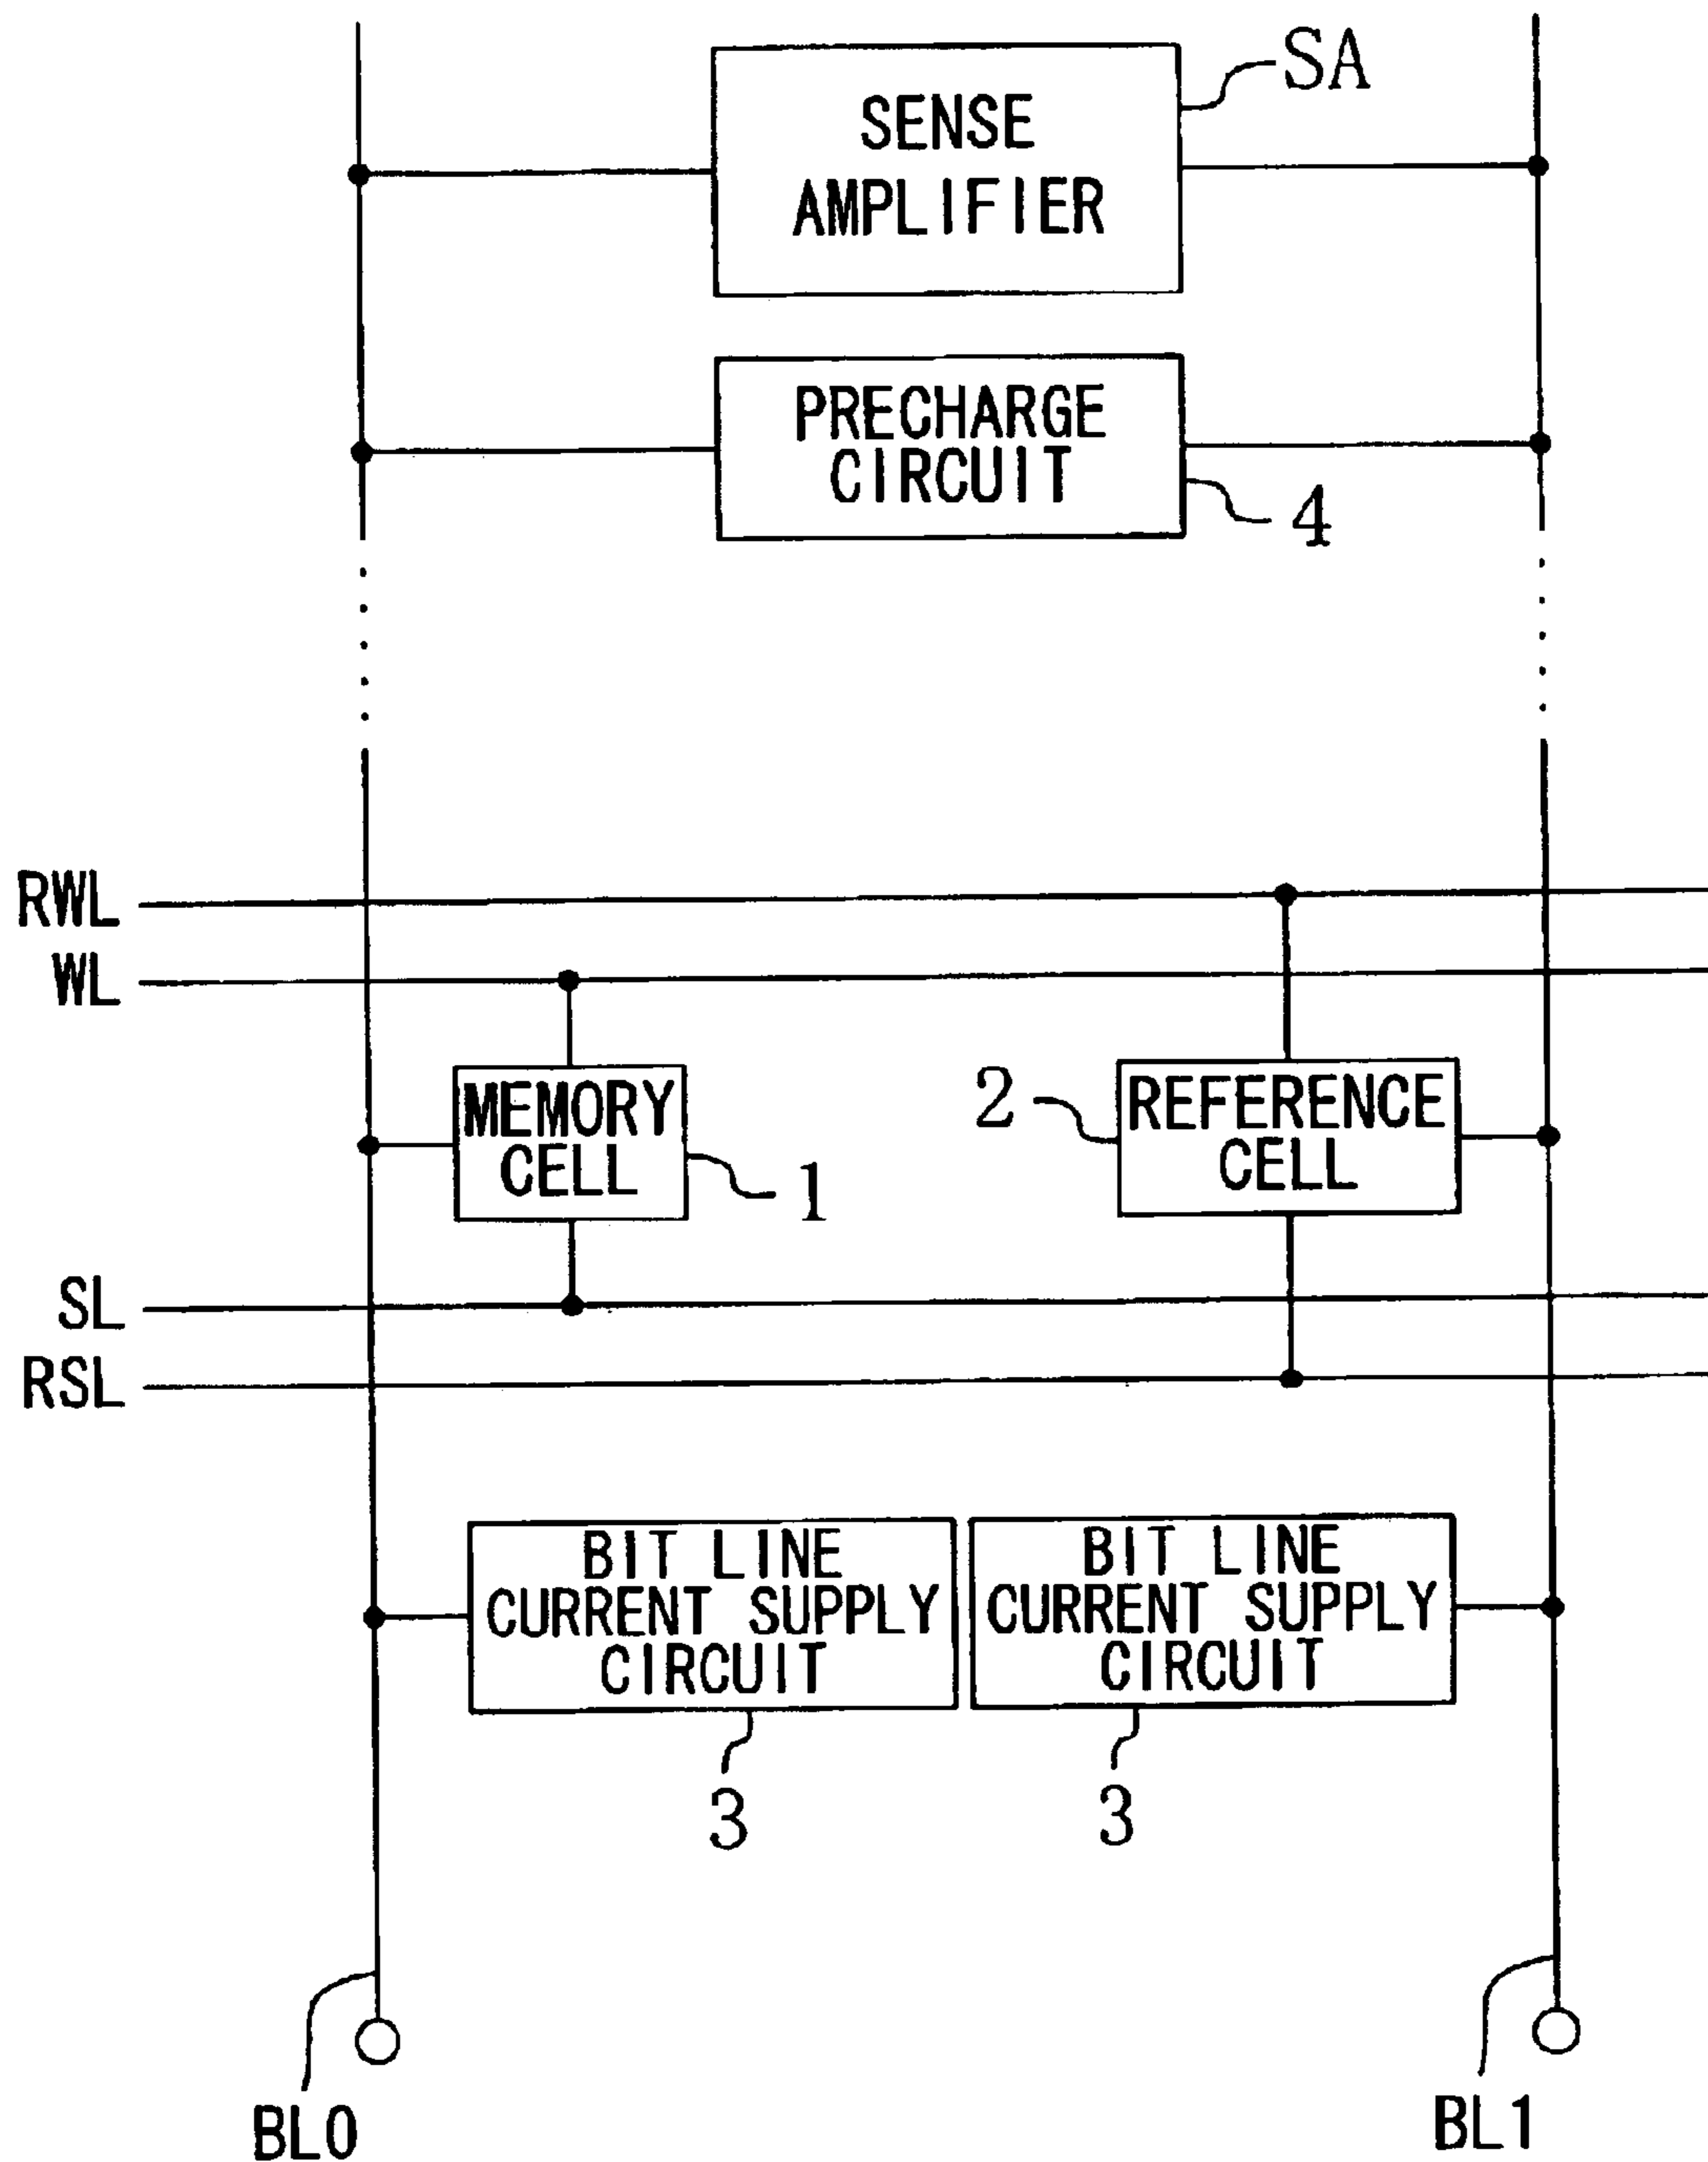 SA
SENSE
AMPLIFIER
PRECHARGE
CIRCUIT
4
RWL
WL
MEMORY
CELL
1
2
REFERENCE
CELL
SL
RSL
BIT LINE
CURRENT SUPPLY
CIRCUIT
BIT LINE
CURRENT SUPPLY
CIRCUIT
3
3
BL0
BL1